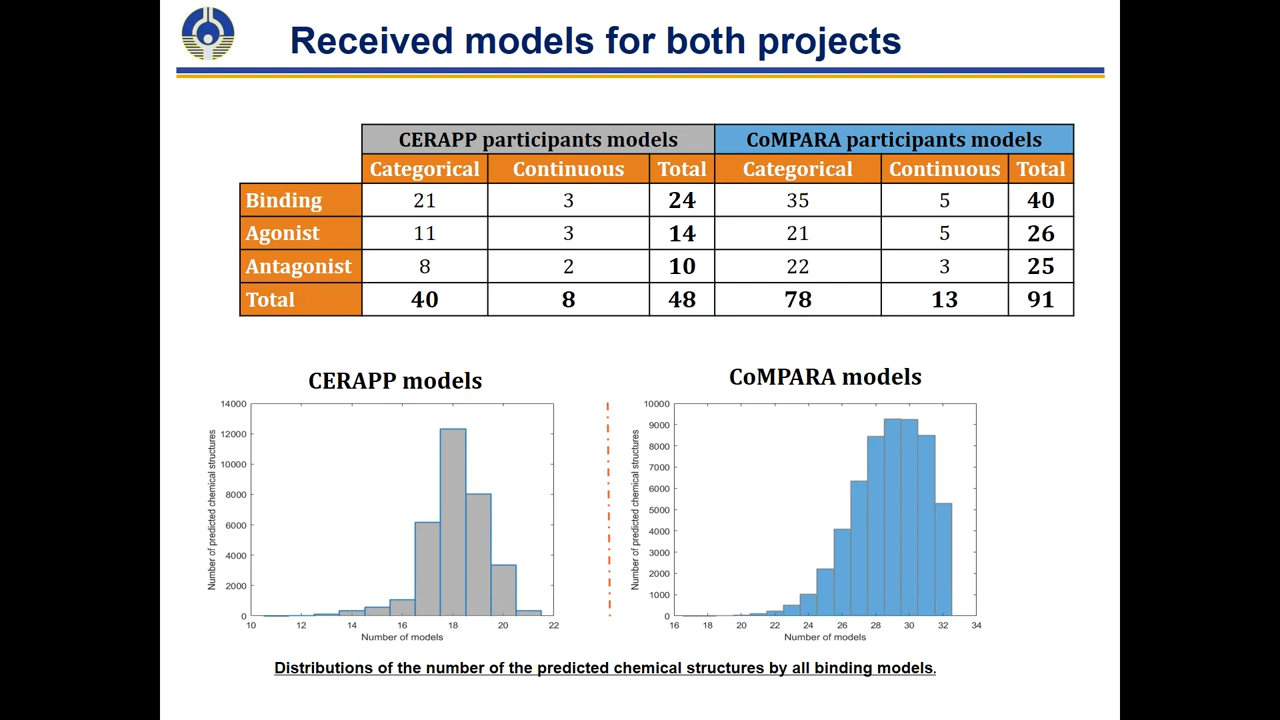 Received models for both projects
CERAPP participants models CoMPARA participants models
Categorical Continuous Total Categorical Continuous Total
Binding 21 3 24 35 5 40
Agonist 11 3 14 21 5 26
Antagonist 8 2 10 22 3 25
Total 40 8 48 78 13 91
CERAPP models
14000
12000
10000
8000
6000
4000
2000
0
Number of predicted chemical structures
10 12 14 16 18 20 22
Number of models
CoMPARA models
10000
9000
8000
7000
6000
5000
4000
3000
2000
1000
0
Number of predicted chemical structures
16 18 20 22 24 26 28 30 32 34
Number of models
Distributions of the number of the predicted chemical structures by all binding models.